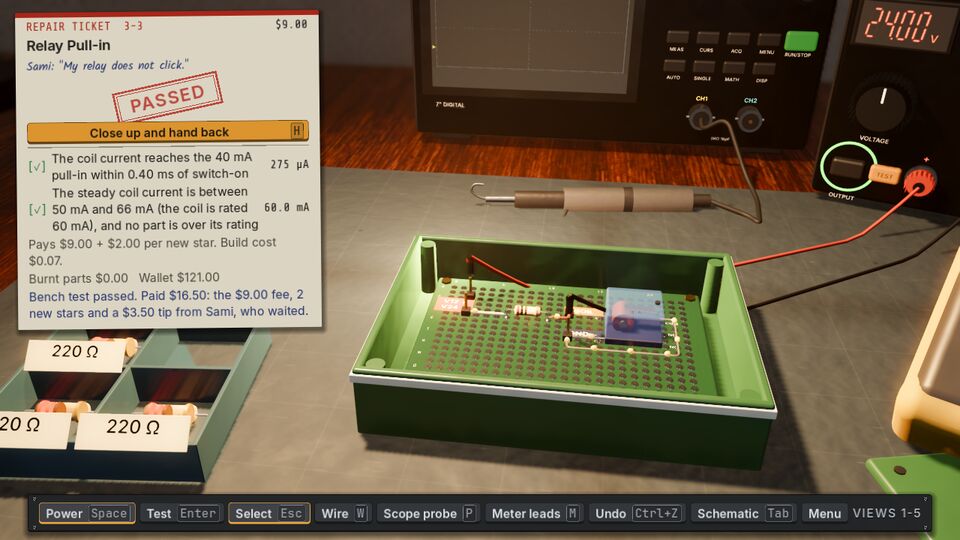 REPAIR TICKET 3-3 $9.00
Relay Pull-in
Sami: "My relay does not click."
PASSED
Close up and hand back H
[✓] The coil current reaches the 40 mA pull-in within 0.40 ms of switch-on 275 µA
[✓] The steady coil current is between 50 mA and 66 mA (the coil is rated 60 mA), and no part is over its rating 60.0 mA
Pays $9.00 + $2.00 per new star. Build cost
$0.07.
Burnt parts $0.00 Wallet $121.00
Bench test passed. Paid $16.50: the $9.00 fee, 2
new stars and a $3.50 tip from Sami, who waited.
MEAS CURS ACQ MENU RUN/STOP
AUTO SINGLE MATH DISP
7" DIGITAL
CH1 CH2
24.00 V
VOLTAGE
OUTPUT
TEST
+
220 Ω
20 Ω
220 Ω
Power Space Test Enter Select Esc Wire W Scope probe P Meter leads M Undo Ctrl+Z Schematic Tab Menu VIEWS 1-5